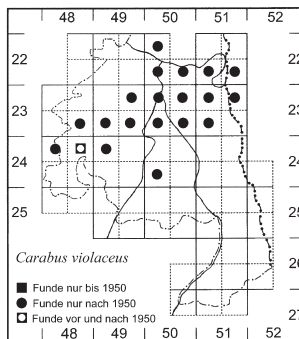 48 49 50 51 52
22
22
23
23
24
24
25
25
26
Carabus violaceus
Funde nur bis 1950
Funde nur nach 1950
Funde vor und nach 1950
27
48 49 50 51 52